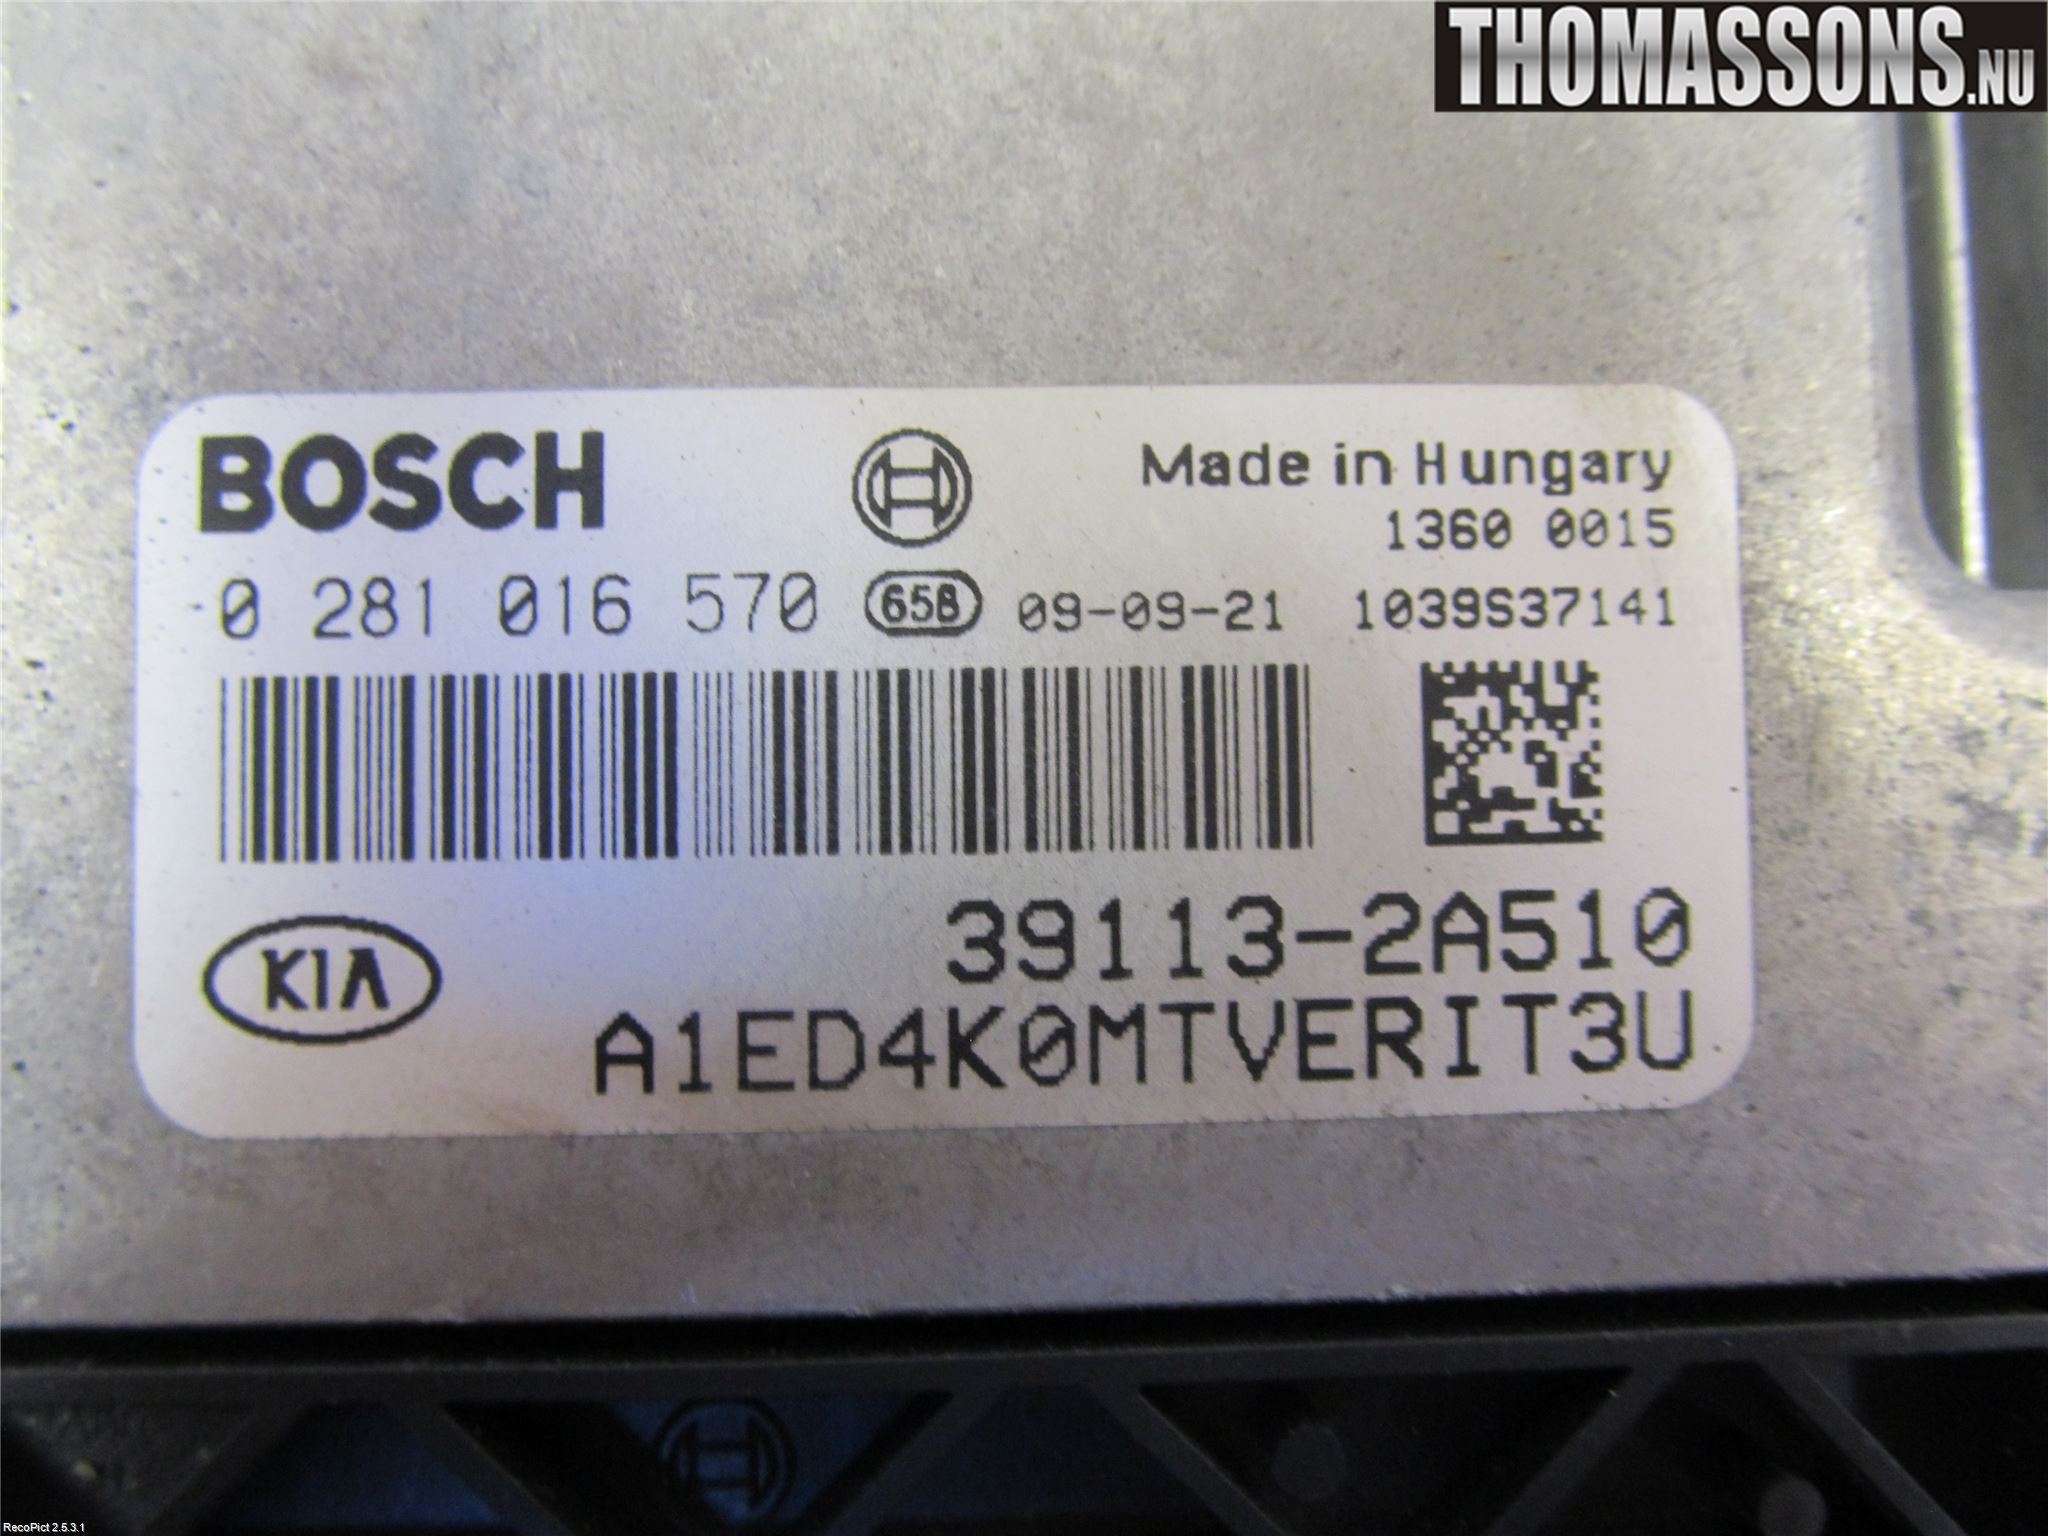 THOMASSONS.NU
BOSCH
Made in Hungary
1360 0015
0 281 016 570 65B 09-09-21 1039S37141
39113-2A510
KIA
A1ED4K0MTVERIT3U
RecoPict 2.5.3.1